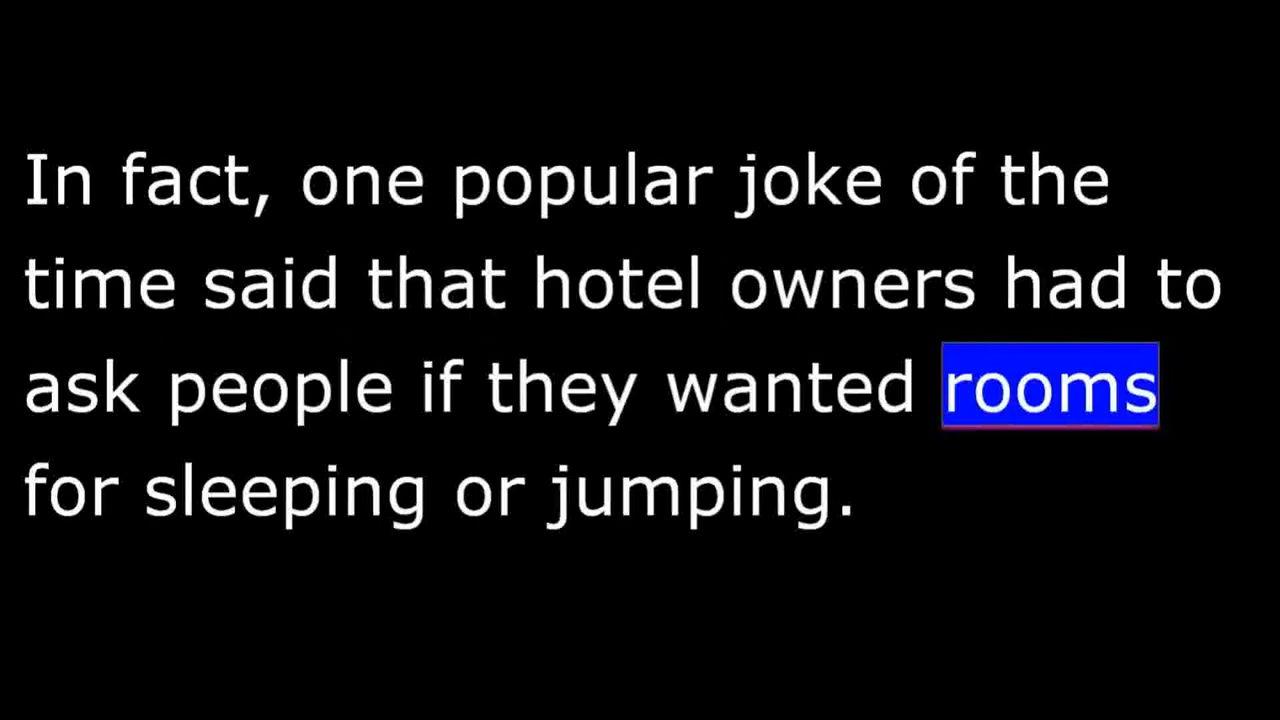 In fact, one popular joke of the
time said that hotel owners had to
ask people if they wanted rooms
for sleeping or jumping.